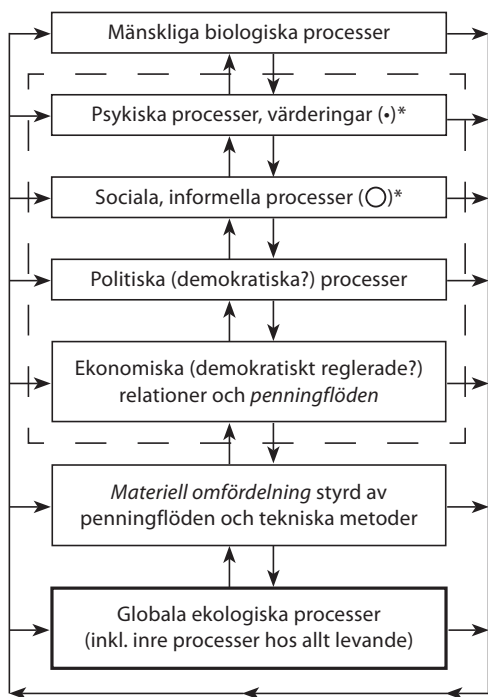 Mänskliga biologiska processer
Psykiska processer, värderingar (•)*
Sociala, informella processer (○)*
Politiska (demokratiska?) processer
Ekonomiska (demokratiskt reglerade?)
relationer och penningflöden
Materiell omfördelning styrd av
penningflöden och tekniska metoder
Globala ekologiska processer
(inkl. inre processer hos allt levande)